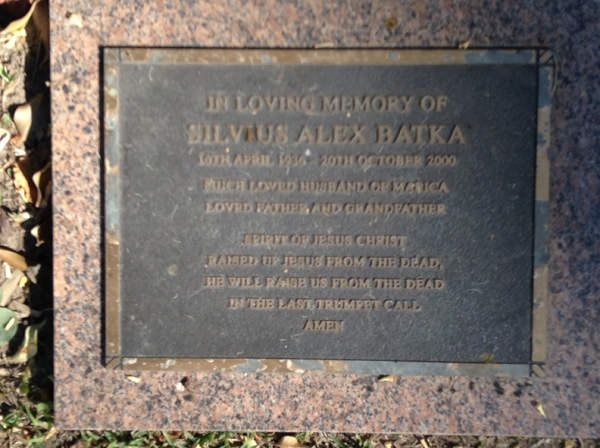 IN LOVING MEMORY OF
SILVIUS ALEX BATKA
10TH APRIL 1936 - 20TH OCTOBER 2000
MUCH LOVED HUSBAND OF MARICA
LOVED FATHER AND GRANDFATHER
SPIRIT OF JESUS CHRIST
RAISED UP JESUS FROM THE DEAD,
HE WILL RAISE US FROM THE DEAD
IN THE LAST TRUMPET CALL
AMEN